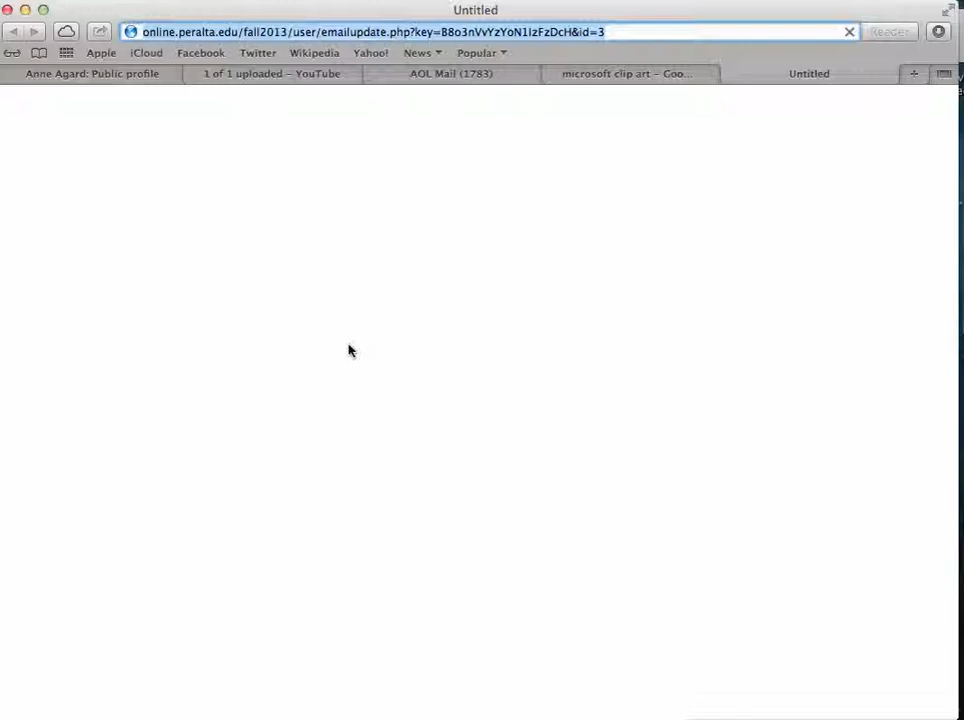 Untitled
online.peralta.edu/fall2013/user/emailupdate.php?key=B8o3nVvYzYoN1IzFzDcH&id=3
Reader
Apple iCloud Facebook Twitter Wikipedia Yahoo! News Popular
Anne Agard: Public profile 1 of 1 uploaded – YouTube AOL Mail (1783) microsoft clip art – Goo... Untitled